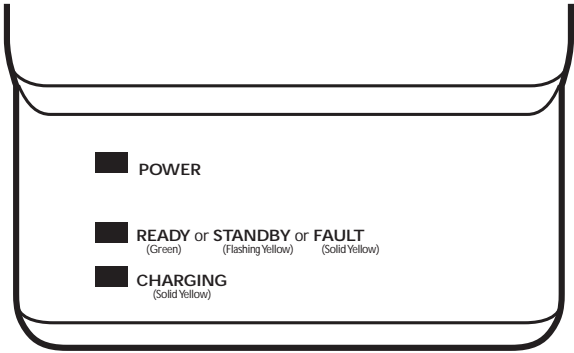 POWER
READY or STANDBY or FAULT
(Green) (Flashing Yellow) (Solid Yellow)
CHARGING
(Solid Yellow)